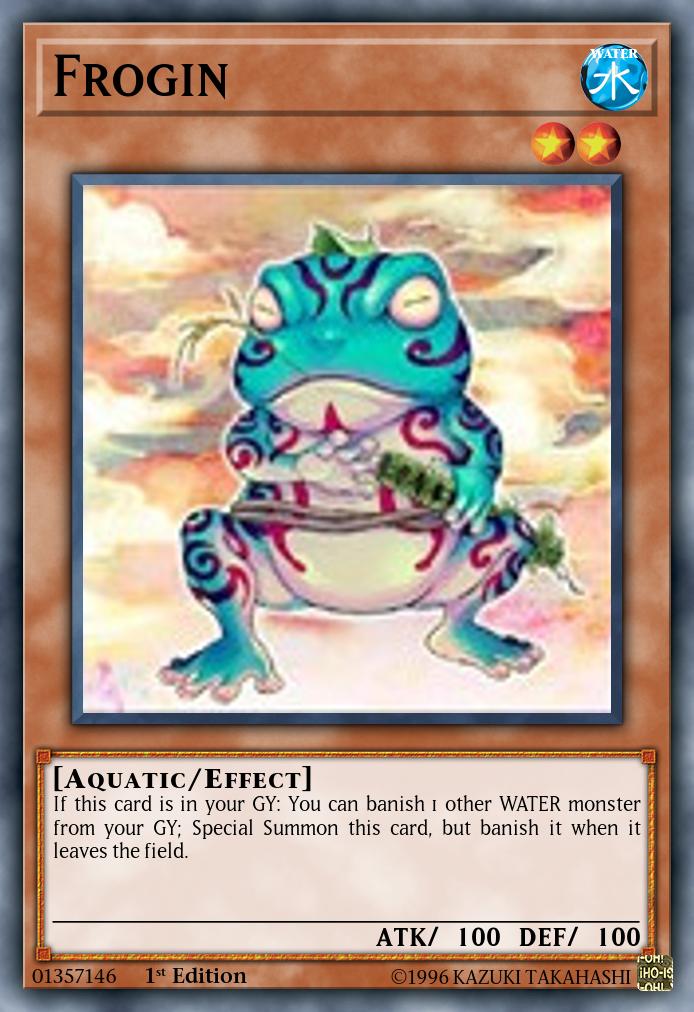 Frogin
WATER
水
[Aquatic/Effect]
If this card is in your GY: You can banish 1 other WATER monster
from your GY; Special Summon this card, but banish it when it
leaves the field.
ATK/ 100 DEF/ 100
01357146 1st Edition ©1996 KAZUKI TAKAHASHI